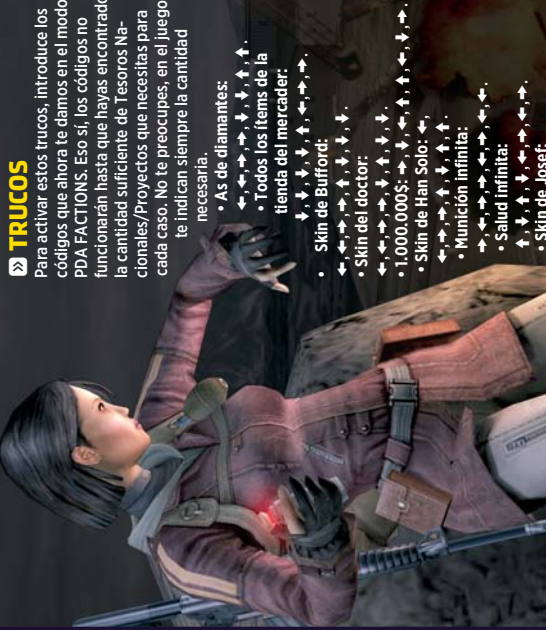 TRUCOS
Para activar estos trucos, introduce los
códigos que ahora te damos en el modo
PDA FACTIONS. Eso sí, los códigos no
funcionarán hasta que hayas encontrado
la cantidad suficiente de Tesoros Na-
cionales/Proyectos que necesitas para
cada caso. No te preocupes, en el juego
te indican siempre la cantidad
necesaria.
• As de diamantes:
• Todos los ítems de la
tienda del mercader:
• Skin de Bufford:
• Skin del doctor:
•1.000.000$:
• Skin de Han Solo:
• Munición infinita:
• Salud infinita:
• Skin de Josef: